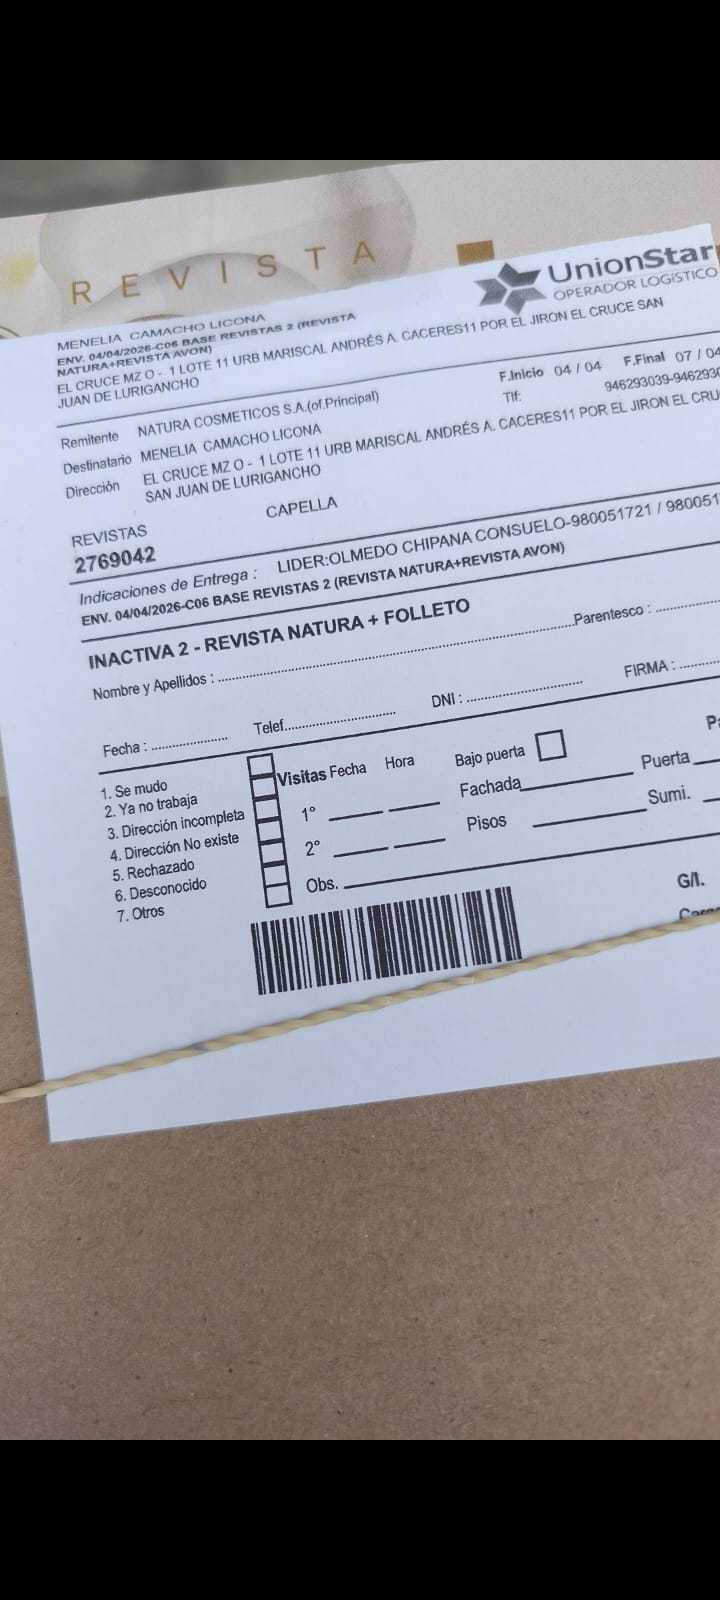 REVISTA
UnionStar
OPERADOR LOGÍSTICO
MENELIA CAMACHO LICONA
ENV. 04/04/2026-C06 BASE REVISTAS 2 (REVISTA
NATURA+REVISTA AVON)
EL CRUCE MZ O - 1 LOTE 11 URB MARISCAL ANDRÉS A. CACERES11 POR EL JIRON EL CRUCE SAN
JUAN DE LURIGANCHO
F.Inicio 04 / 04 F.Final 07 / 04
Remitente NATURA COSMETICOS S.A.(of.Principal) Tlf: 946293039-946293
Destinatario MENELIA CAMACHO LICONA
Dirección EL CRUCE MZ O - 1 LOTE 11 URB MARISCAL ANDRÉS A. CACERES11 POR EL JIRON EL CRU
SAN JUAN DE LURIGANCHO
REVISTAS CAPELLA
2769042
Indicaciones de Entrega : LIDER:OLMEDO CHIPANA CONSUELO-980051721 / 980051
ENV. 04/04/2026-C06 BASE REVISTAS 2 (REVISTA NATURA+REVISTA AVON)
INACTIVA 2 - REVISTA NATURA + FOLLETO
Nombre y Apellidos : Parentesco :
Fecha : Telef. DNI : FIRMA :
1. Se mudo
2. Ya no trabaja
3. Dirección incompleta
4. Dirección No existe
5. Rechazado
6. Desconocido
7. Otros
Visitas Fecha Hora Bajo puerta
1° Fachada Puerta
2° Pisos Sumi.
Obs.
G/I.